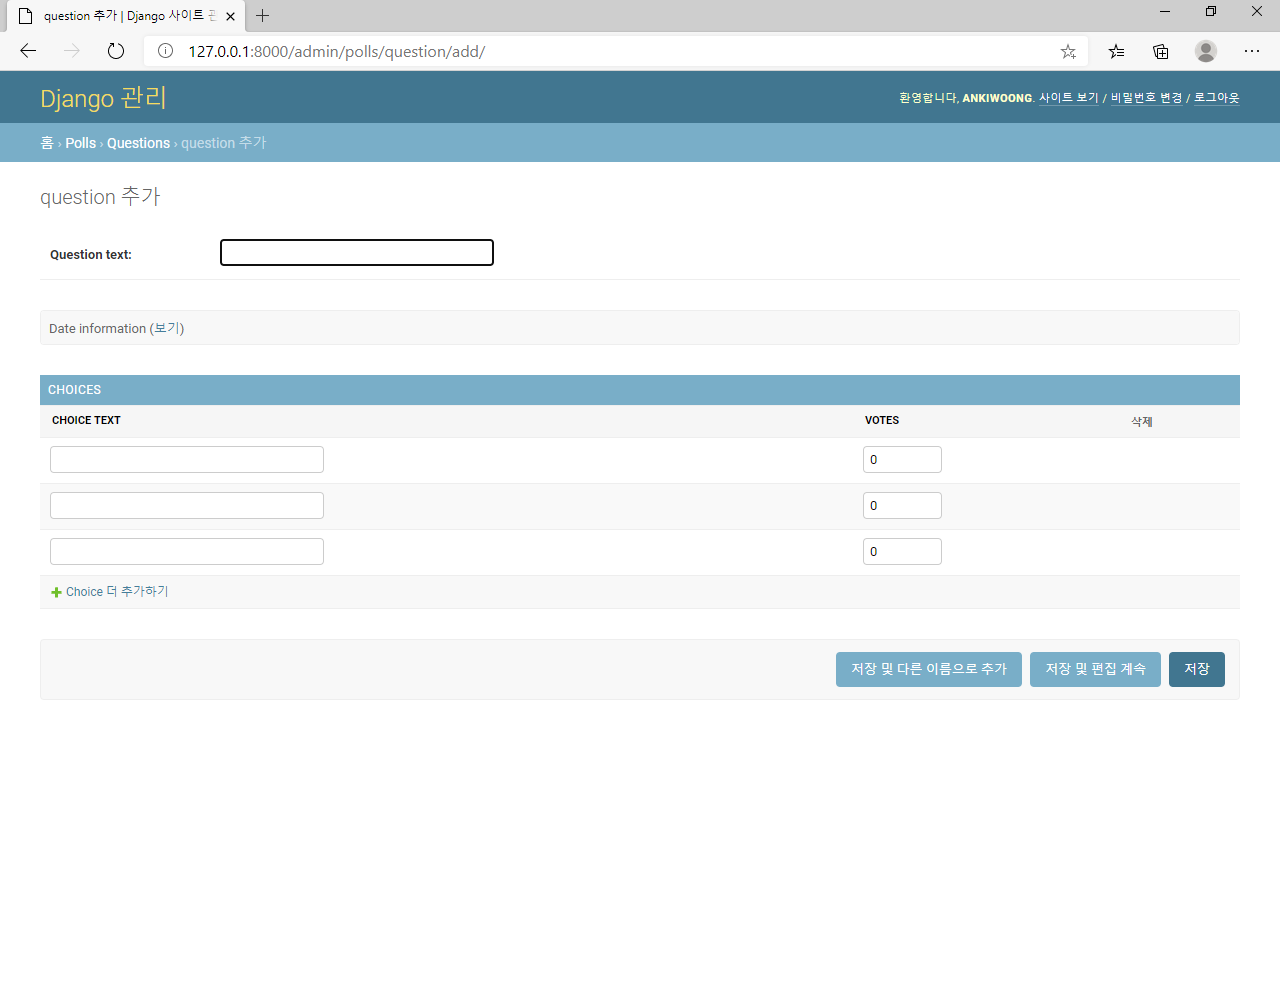 question 추가 | Django 사이트 관
127.0.0.1:8000/admin/polls/question/add/
Django 관리
환영합니다, ANKIWOONG. 사이트 보기 / 비밀번호 변경 / 로그아웃
홈 › Polls › Questions › question 추가
question 추가
Question text:
Date information (보기)
CHOICES
CHOICE TEXT VOTES 삭제
0
0
0
Choice 더 추가하기
저장 및 다른 이름으로 추가 저장 및 편집 계속 저장